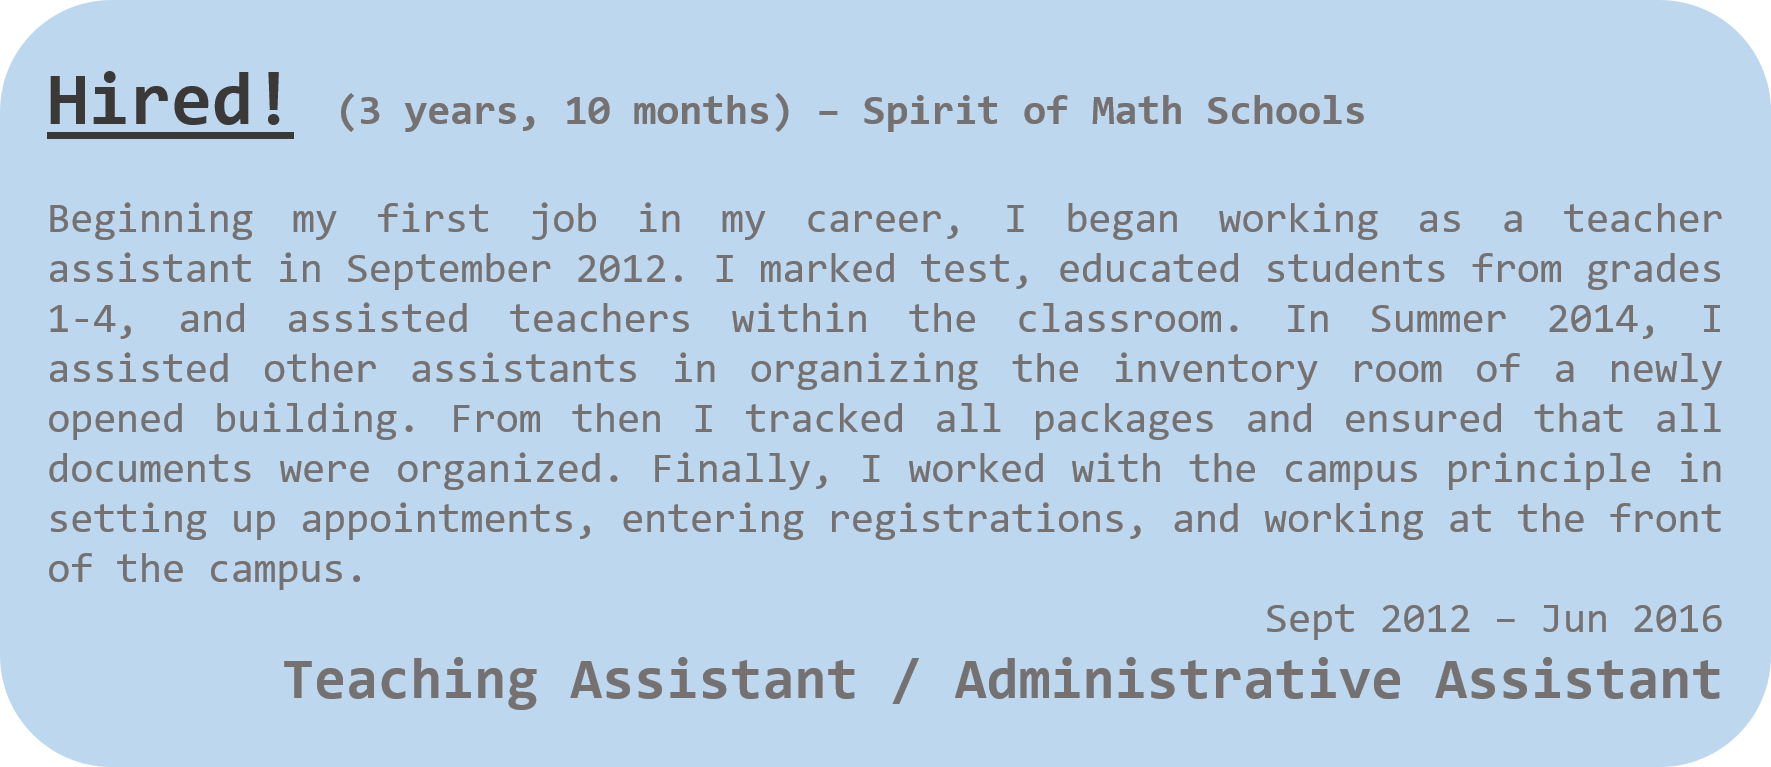 Hired! (3 years, 10 months) – Spirit of Math Schools
Beginning my first job in my career, I began working as a teacher
assistant in September 2012. I marked test, educated students from grades
1-4, and assisted teachers within the classroom. In Summer 2014, I
assisted other assistants in organizing the inventory room of a newly
opened building. From then I tracked all packages and ensured that all
documents were organized. Finally, I worked with the campus principle in
setting up appointments, entering registrations, and working at the front
of the campus.
Sept 2012 – Jun 2016
Teaching Assistant / Administrative Assistant